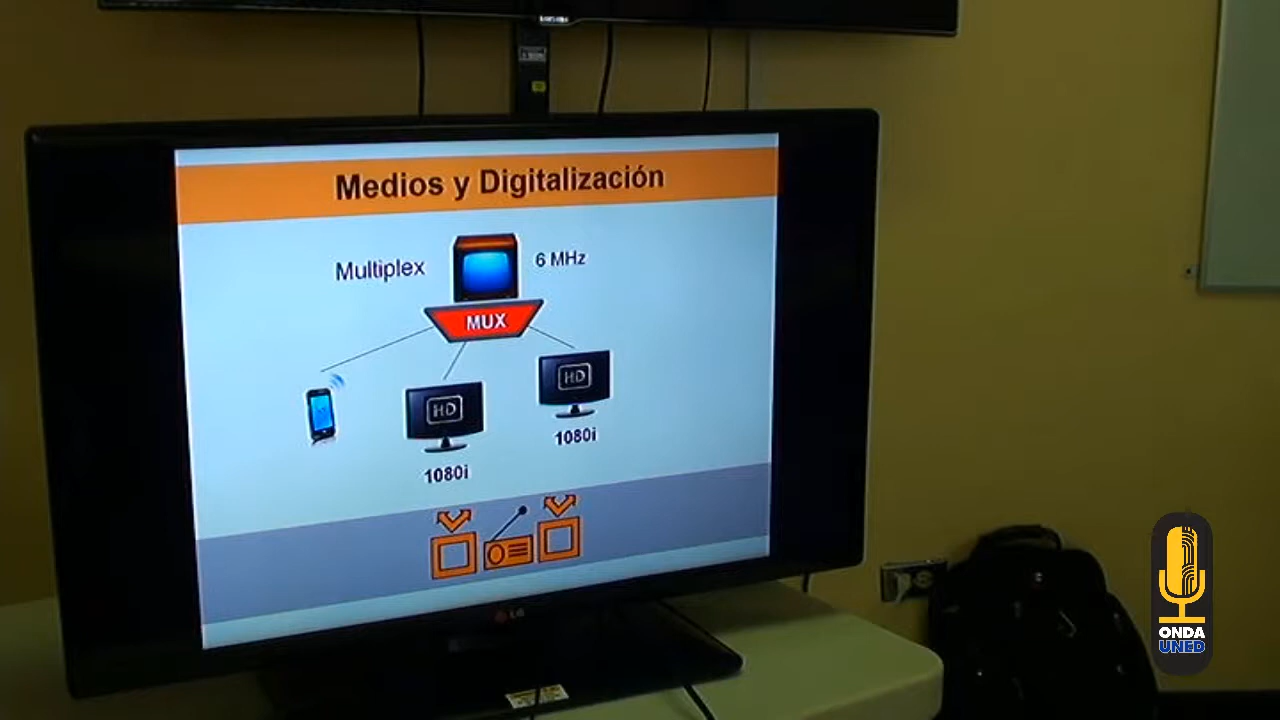 Medios y Digitalización
Multiplex
6 MHz
MUX
HD
HD
1080i
1080i
LG
ONDA
UNED